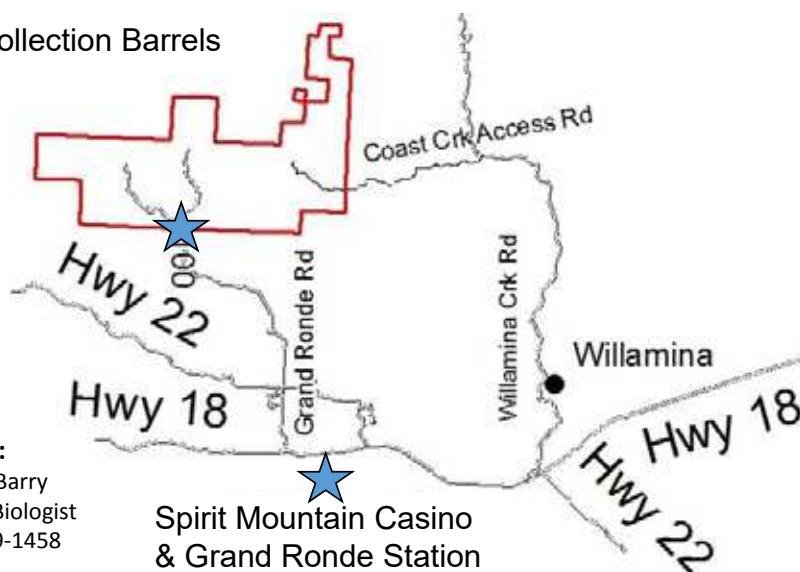 ollection Barrels
Coast Crk Access Rd
00
Hwy 22
Grand Ronde Rd
Willamina Crk Rd
Willamina
Hwy 18
Hwy 18
:
Barry
Biologist
9-1458
Hwy 22
Spirit Mountain Casino
& Grand Ronde Station